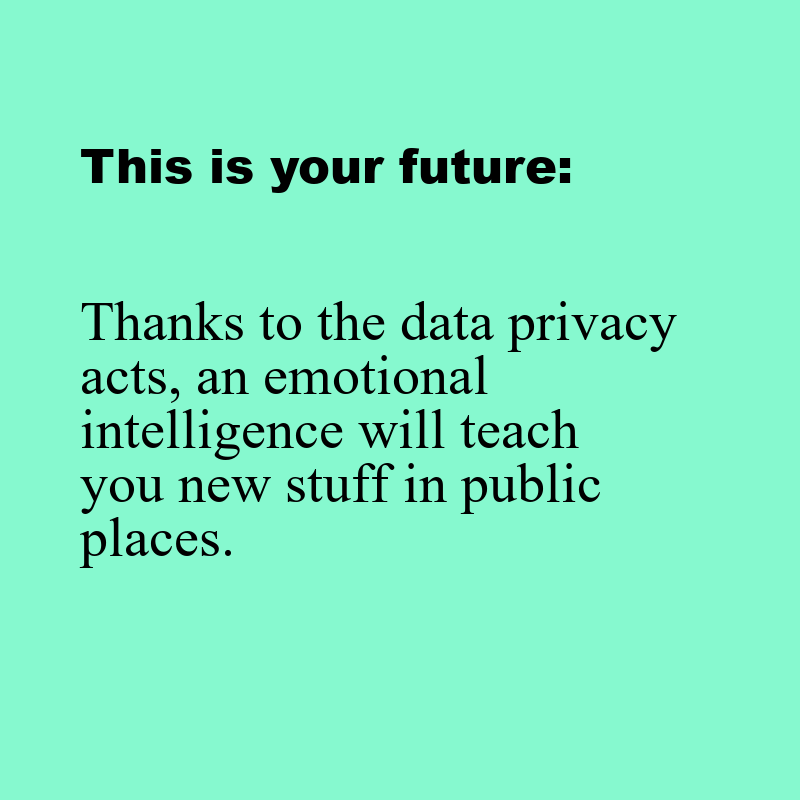 This is your future:
Thanks to the data privacy
acts, an emotional
intelligence will teach
you new stuff in public
places.